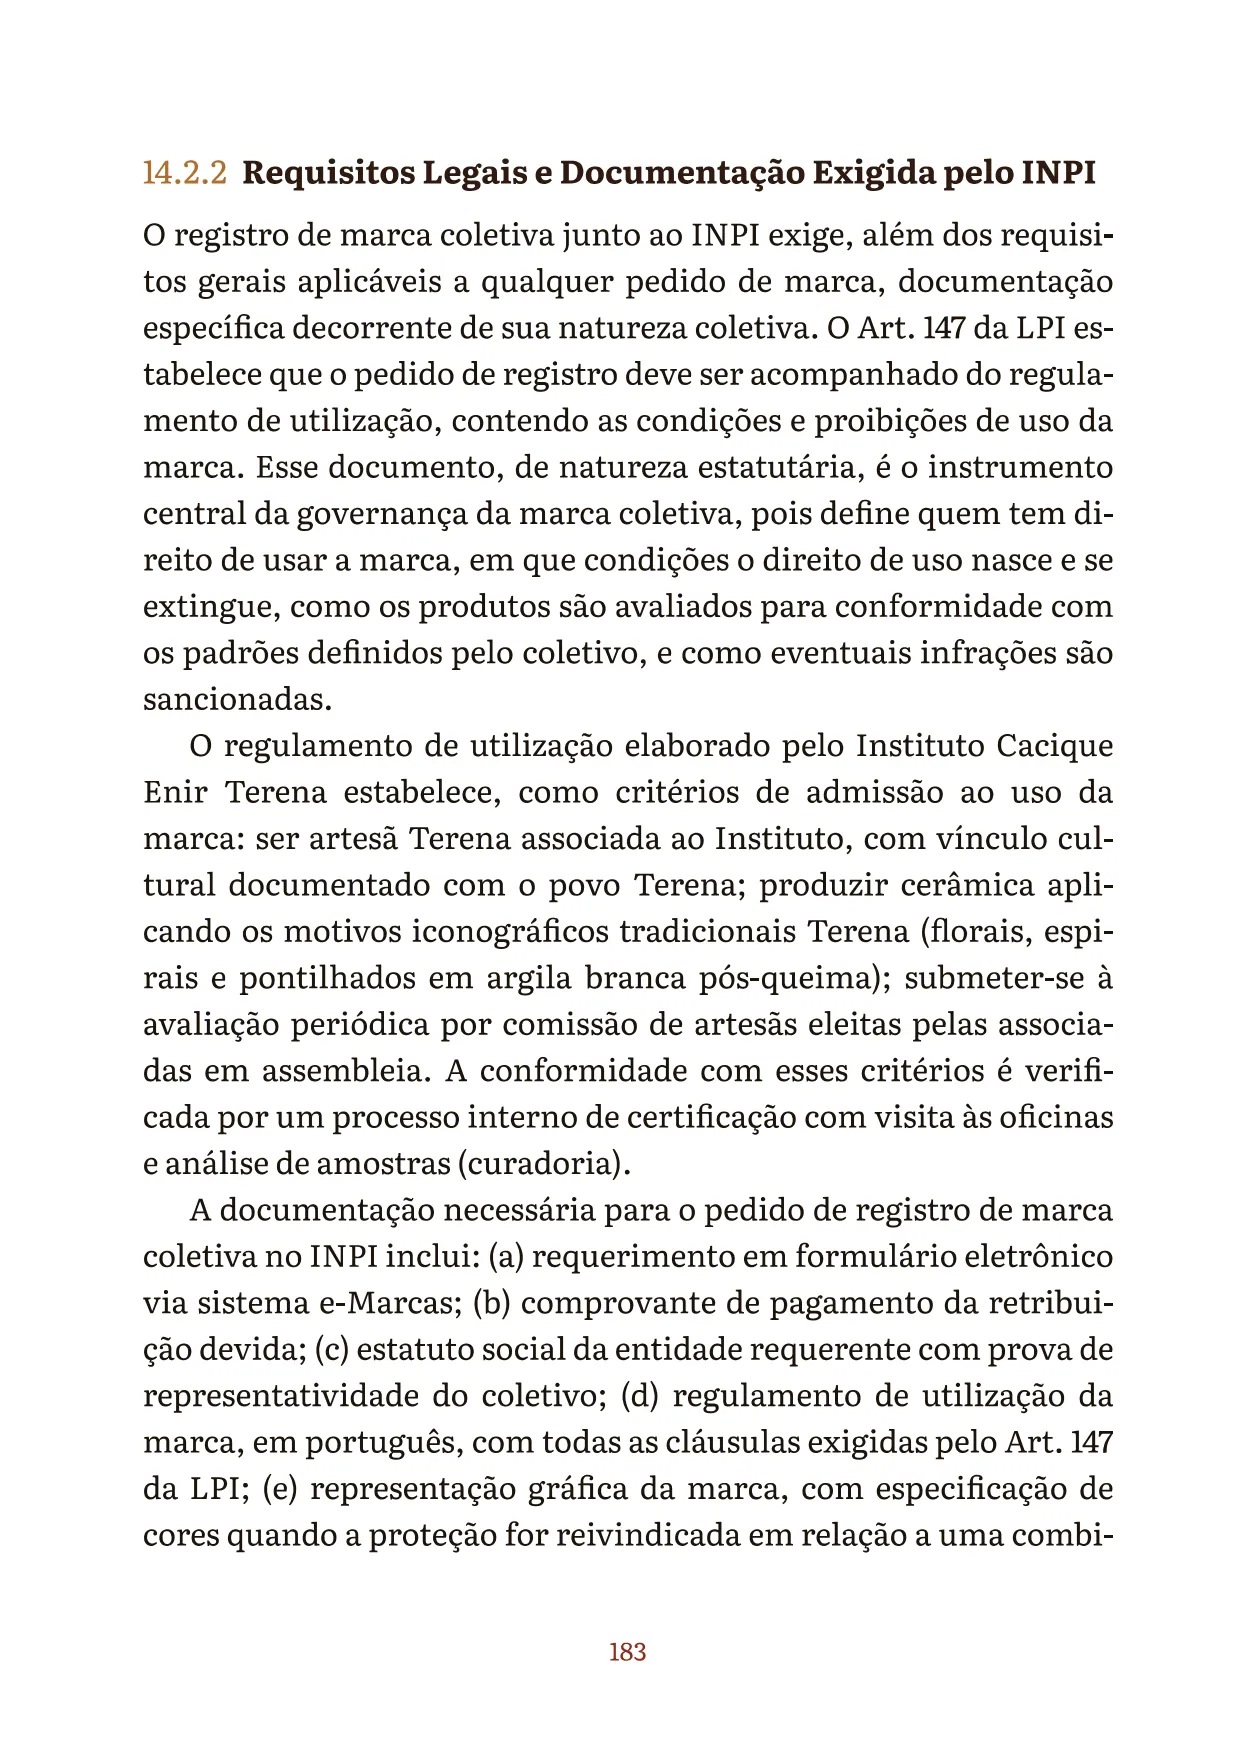 14.2.2 Requisitos Legais e Documentação Exigida pelo INPI
O registro de marca coletiva junto ao INPI exige, além dos requisi-
tos gerais aplicáveis a qualquer pedido de marca, documentação
específica decorrente de sua natureza coletiva. O Art. 147 da LPI es-
tabelece que o pedido de registro deve ser acompanhado do regula-
mento de utilização, contendo as condições e proibições de uso da
marca. Esse documento, de natureza estatutária, é o instrumento
central da governança da marca coletiva, pois define quem tem di-
reito de usar a marca, em que condições o direito de uso nasce e se
extingue, como os produtos são avaliados para conformidade com
os padrões definidos pelo coletivo, e como eventuais infrações são
sancionadas.
O regulamento de utilização elaborado pelo Instituto Cacique
Enir Terena estabelece, como critérios de admissão ao uso da
marca: ser artesã Terena associada ao Instituto, com vínculo cul-
tural documentado com o povo Terena; produzir cerâmica apli-
cando os motivos iconográficos tradicionais Terena (florais, espi-
rais e pontilhados em argila branca pós-queima); submeter-se à
avaliação periódica por comissão de artesãs eleitas pelas associa-
das em assembleia. A conformidade com esses critérios é verifi-
cada por um processo interno de certificação com visita às oficinas
e análise de amostras (curadoria).
A documentação necessária para o pedido de registro de marca
coletiva no INPI inclui: (a) requerimento em formulário eletrônico
via sistema e-Marcas; (b) comprovante de pagamento da retribui-
ção devida; (c) estatuto social da entidade requerente com prova de
representatividade do coletivo; (d) regulamento de utilização da
marca, em português, com todas as cláusulas exigidas pelo Art. 147
da LPI; (e) representação gráfica da marca, com especificação de
cores quando a proteção for reivindicada em relação a uma combi-
183